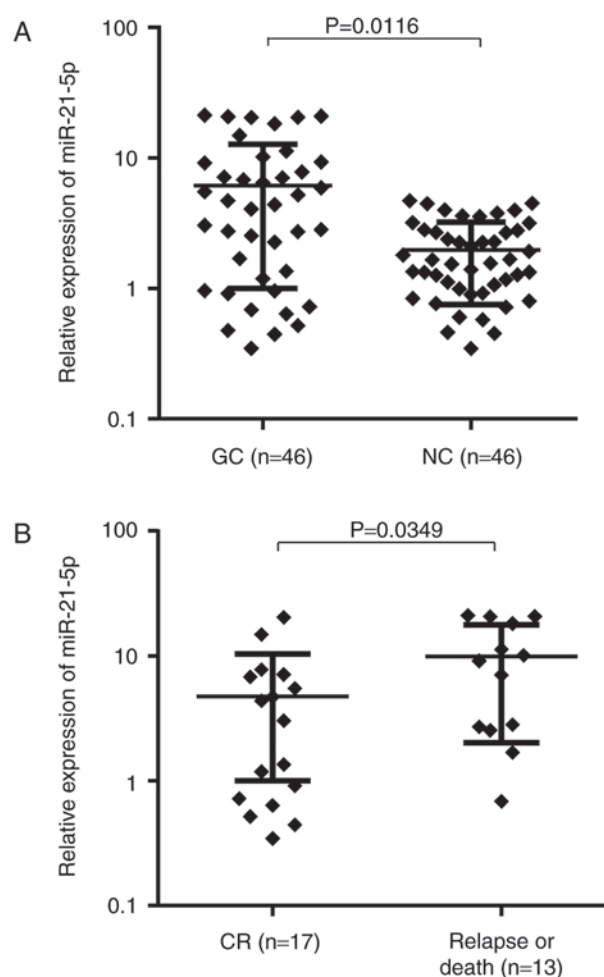 A
P=0.0116
Relative expression of miR-21-5p
100
10
1
0.1
GC (n=46)
NC (n=46)
B
P=0.0349
Relative expression of miR-21-5p
100
10
1
0.1
CR (n=17)
Relapse or
death (n=13)